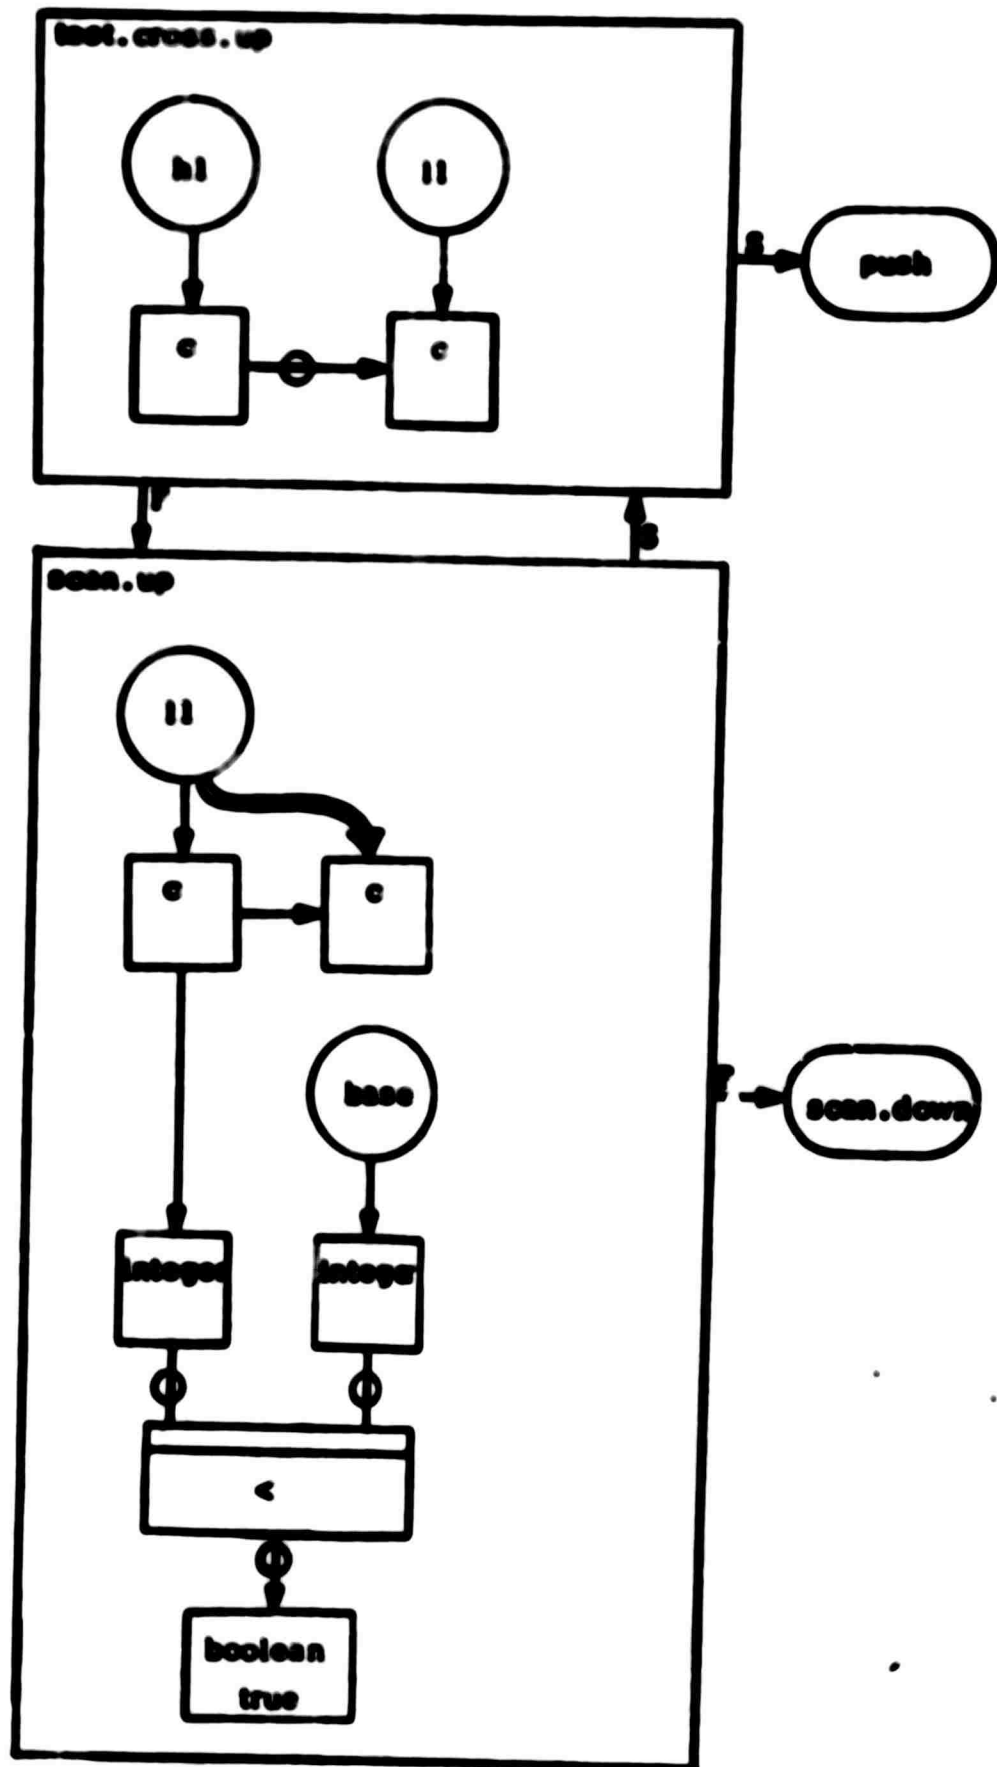 test.cross.up
hl
ll
c
c
S
push
F
S
scan.up
ll
c
c
base
F
scan.down
integer
integer
<
boolean
true